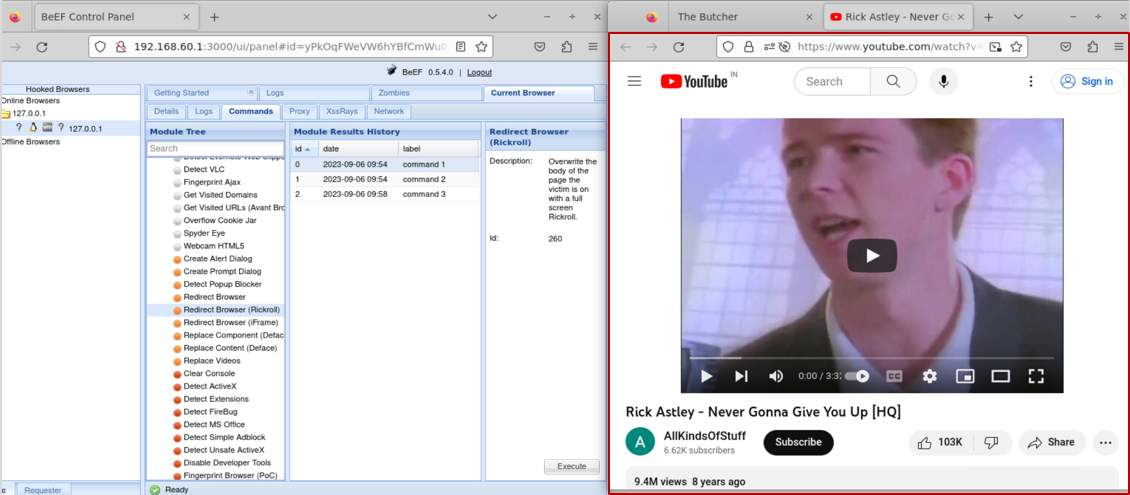 BeEF Control Panel
192.168.60.1:3000/ui/panel#id=yPkOqFWeVW6hYBfCmWu0
BeEF 0.5.4.0 | Logout
Hooked Browsers
Online Browsers
127.0.0.1
? ? 127.0.0.1
Offline Browsers
Getting Started
Logs
Zombies
Current Browser
Details
Logs
Commands
Proxy
XssRays
Network
Module Tree
Search
Detect VLC
Fingerprint Ajax
Get Visited Domains
Get Visited URLs (Avant Bro
Overflow Cookie Jar
Spyder Eye
Webcam HTML5
Create Alert Dialog
Create Prompt Dialog
Detect Popup Blocker
Redirect Browser
Redirect Browser (Rickroll)
Redirect Browser (iFrame)
Replace Component (Deface
Replace Content (Deface)
Replace Videos
Clear Console
Detect ActiveX
Detect Extensions
Detect FireBug
Detect MS Office
Detect Simple Adblock
Detect Unsafe ActiveX
Disable Developer Tools
Fingerprint Browser (PoC)
Module Results History
id date label
0 2023-09-06 09:54 command 1
1 2023-09-06 09:54 command 2
2 2023-09-06 09:58 command 3
Redirect Browser
(Rickroll)
Description: Overwrite the
body of the
page the
victim is on
with a full
screen
Rickroll.
Id: 260
Execute
Requester
Ready
The Butcher
Rick Astley - Never Go
https://www.youtube.com/watch?v=
YouTube IN
Search
Sign in
0:00 / 3:32
CC
Rick Astley - Never Gonna Give You Up [HQ]
A
AllKindsOfStuff
6.62K subscribers
Subscribe
103K
Share
9.4M views 8 years ago